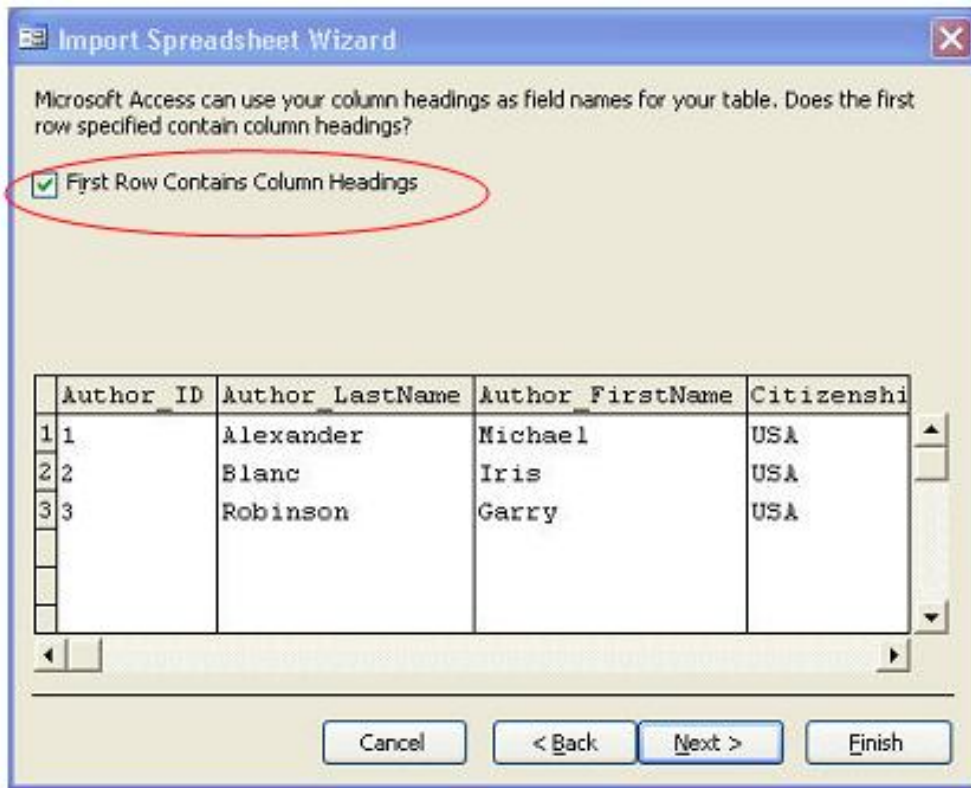 Import Spreadsheet Wizard
Microsoft Access can use your column headings as field names for your table. Does the first
row specified contain column headings?
First Row Contains Column Headings
Author_ID Author_LastName Author_FirstName Citizenshi
1 1 Alexander Michael USA
2 2 Blanc Iris USA
3 3 Robinson Garry USA
Cancel < Back Next > Finish